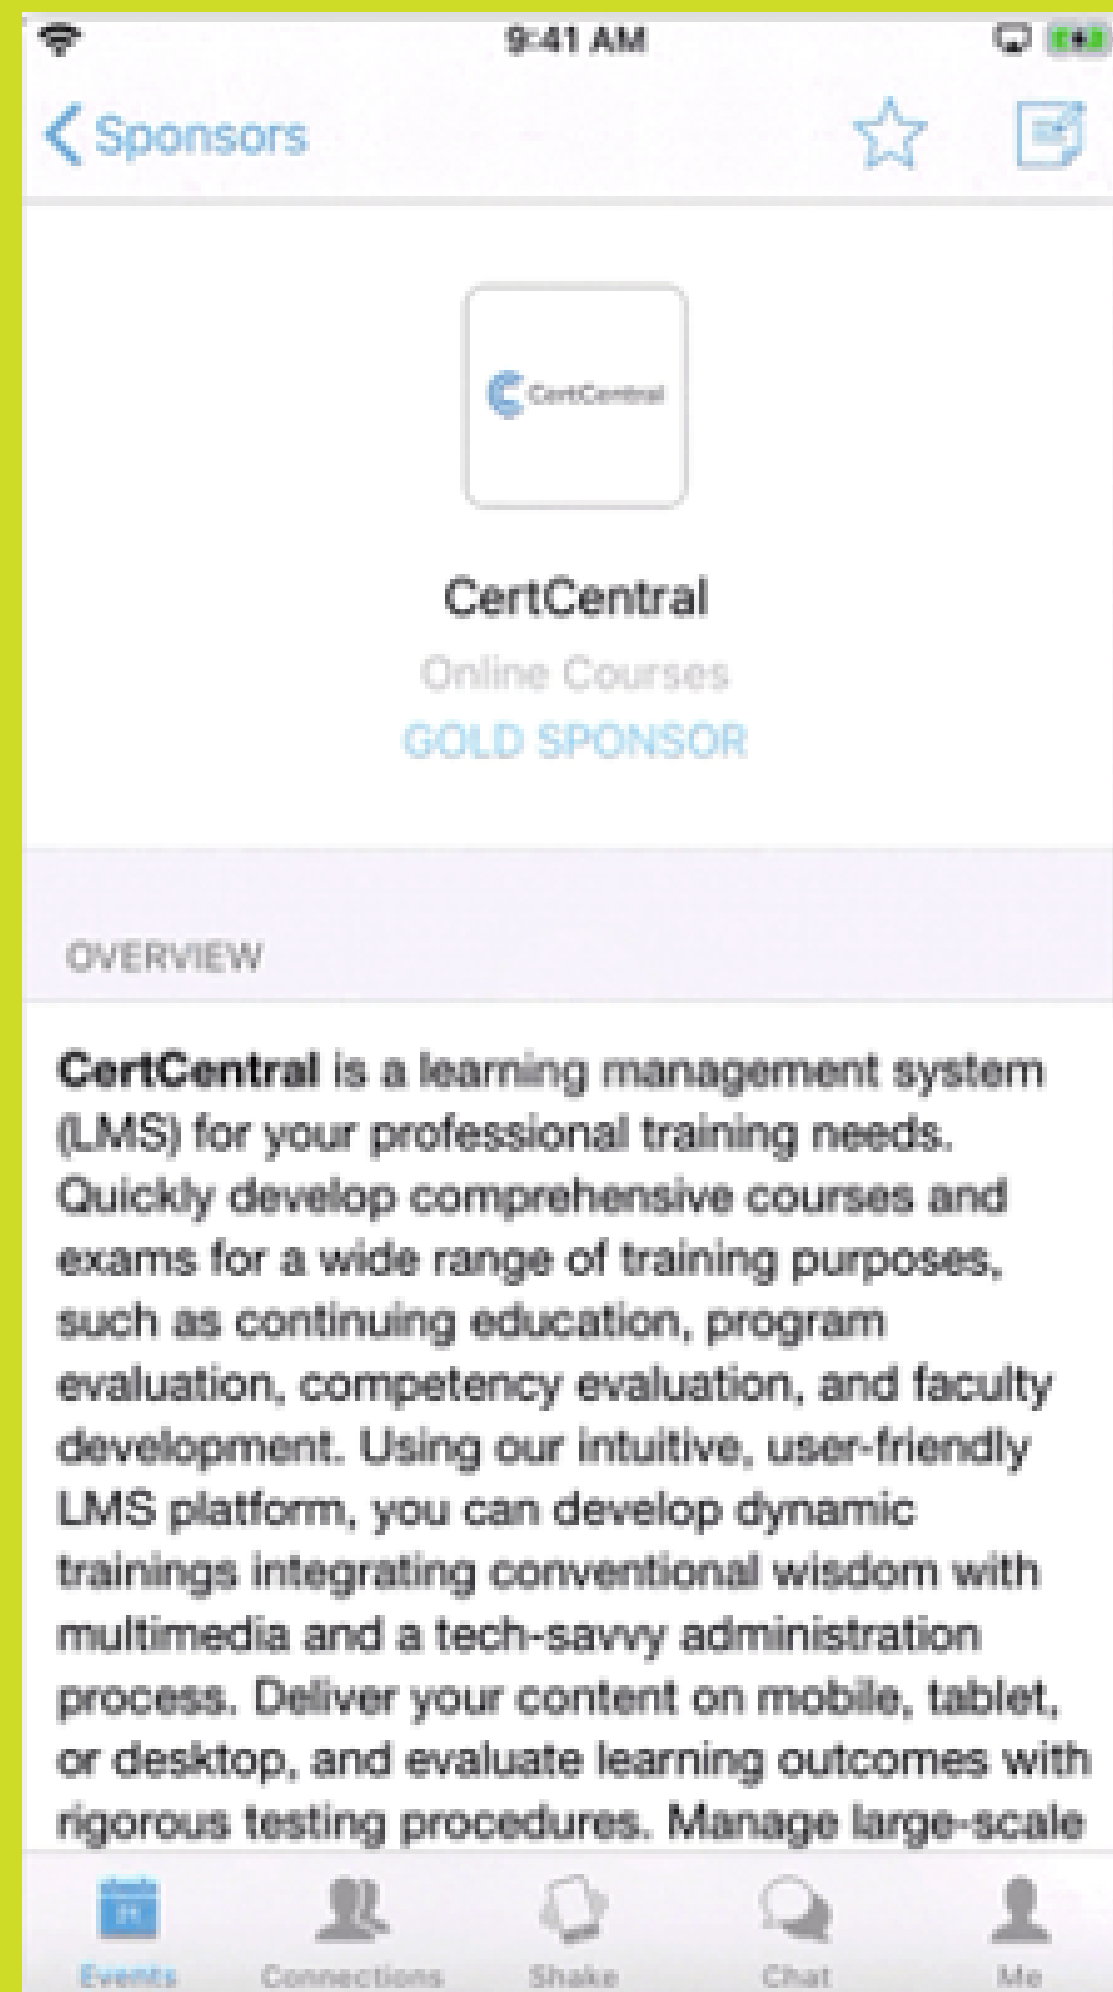 9:41 AM
Sponsors
CertCentral
CertCentral
Online Courses
GOLD SPONSOR
OVERVIEW
CertCentral is a learning management system
(LMS) for your professional training needs.
Quickly develop comprehensive courses and
exams for a wide range of training purposes,
such as continuing education, program
evaluation, competency evaluation, and faculty
development. Using our intuitive, user-friendly
LMS platform, you can develop dynamic
trainings integrating conventional wisdom with
multimedia and a tech-savvy administration
process. Deliver your content on mobile, tablet,
or desktop, and evaluate learning outcomes with
rigorous testing procedures. Manage large-scale
Events Connections Shake Chat Me